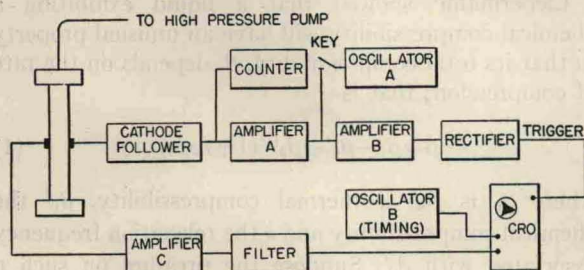 TO HIGH PRESSURE PUMP
KEY
COUNTER
OSCILLATOR
A
CATHODE
FOLLOWER
AMPLIFIER
A
AMPLIFIER
B
RECTIFIER
TRIGGER
OSCILLATOR
B
(TIMING)
CRO
AMPLIFIER
C
FILTER